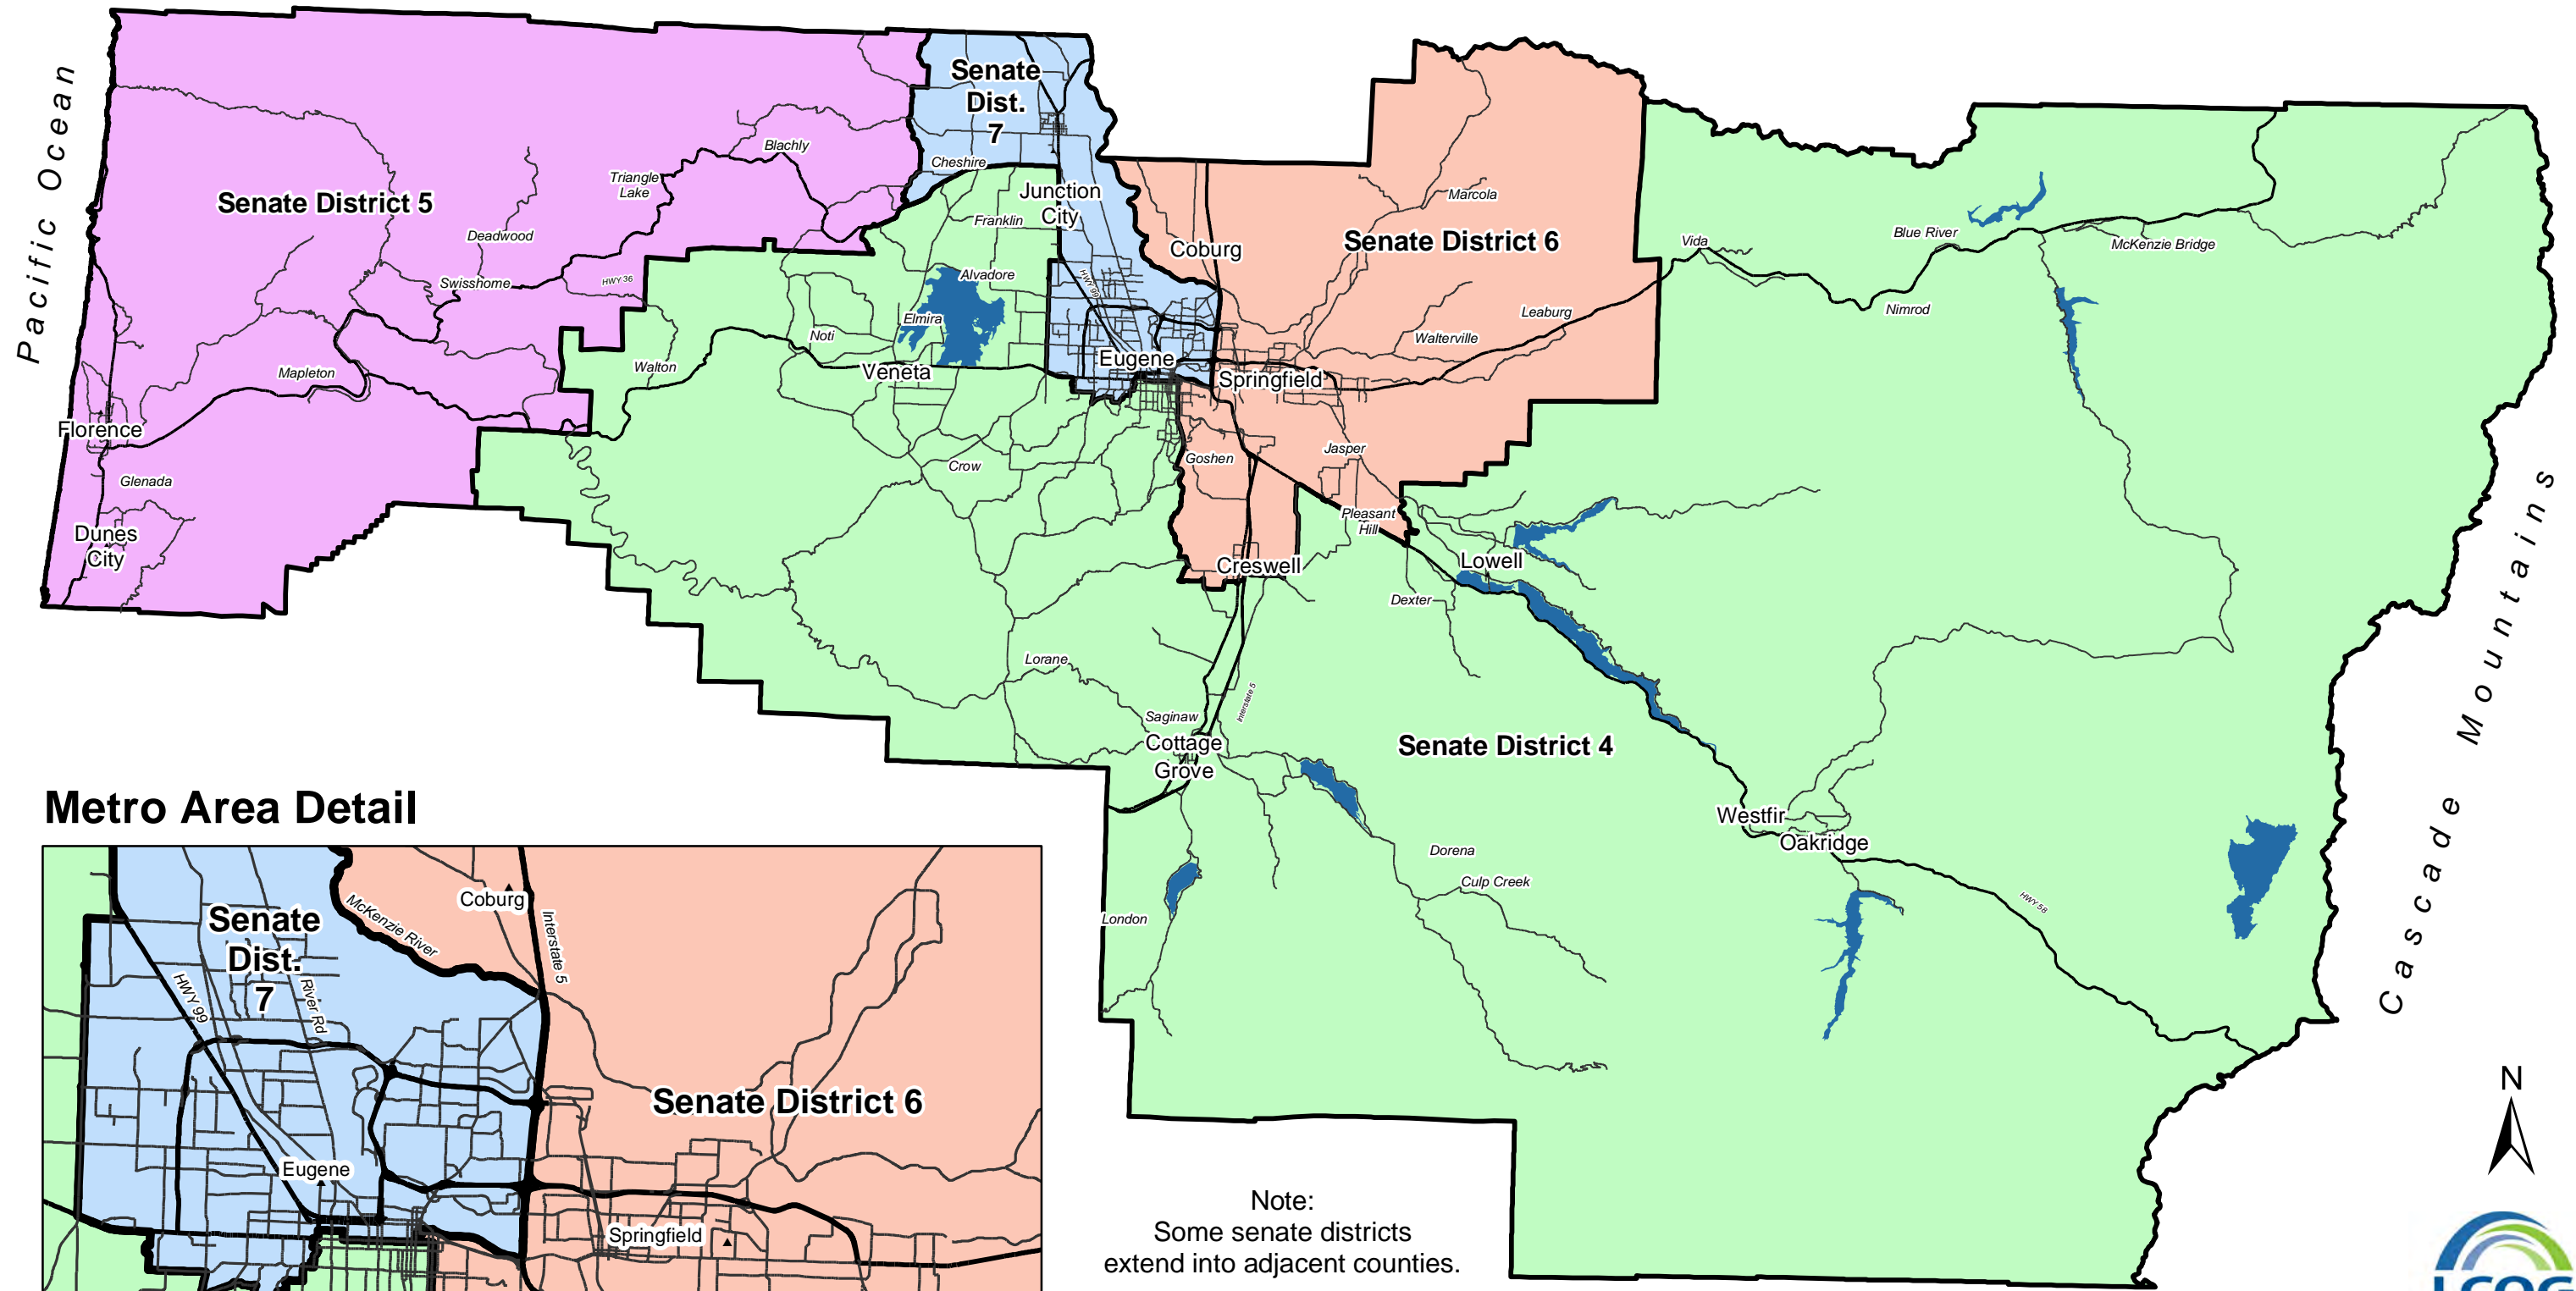 Pacific Ocean
Senate District 5
Senate
Dist.
7
Cheshire
Blachly
Triangle
Lake
Deadwood
Swisshome
HWY 36
Mapleton
Florence
Glenada
Dunes
City
Junction
City
Franklin
Alvadore
Elmira
HWY 99
Noti
Walton
Veneta
Eugene
Crow
Coburg
Marcola
Senate District 6
Leaburg
Walterville
Springfield
Goshen
Jasper
Pleasant
Hill
Creswell
Vida
Blue River
McKenzie Bridge
Nimrod
Lowell
Dexter
Lorane
Interstate 5
Saginaw
Cottage
Grove
Senate District 4
Westfir
Oakridge
Dorena
Culp Creek
London
HWY 58
Cascade Mountains
Metro Area Detail
Senate
Dist.
7
Coburg
McKenzie River
Interstate 5
HWY 99
River Rd
Senate District 6
Eugene
Springfield
Note:
Some senate districts
extend into adjacent counties.
N
LCOG